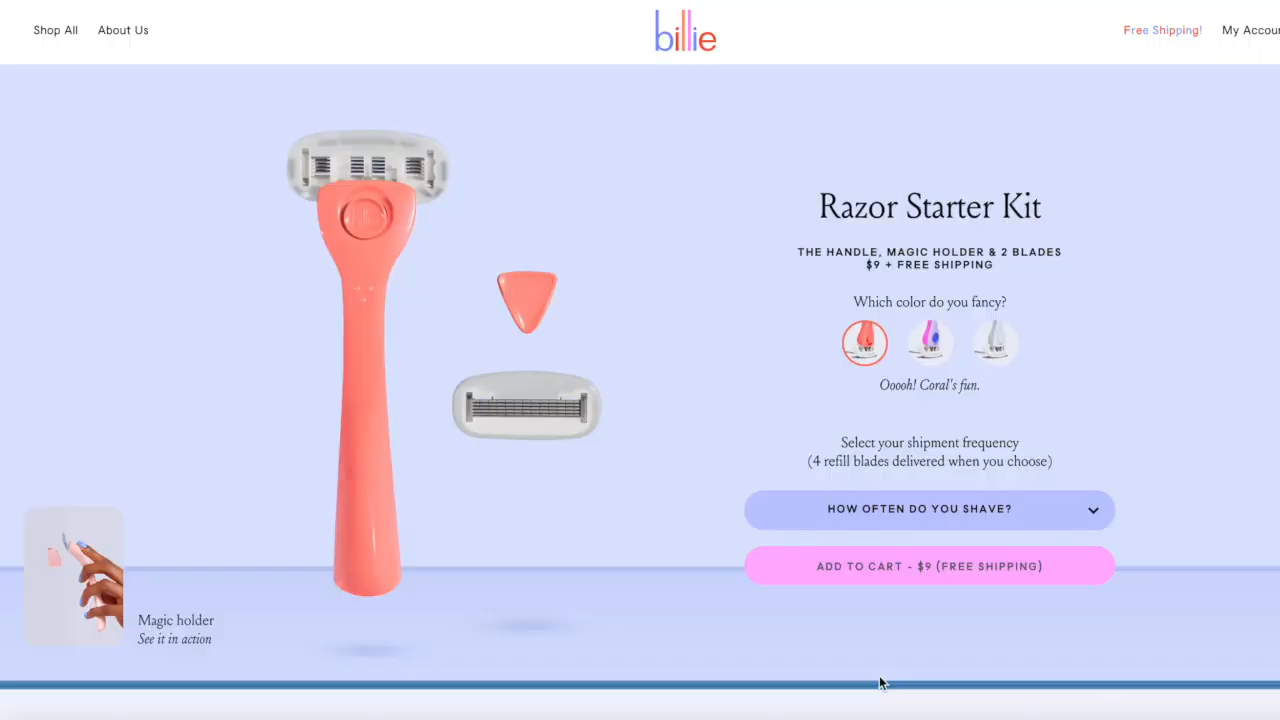 Shop All
About Us
billie
Free Shipping!
My Accou
Razor Starter Kit
THE HANDLE, MAGIC HOLDER & 2 BLADES
$9 + FREE SHIPPING
Which color do you fancy?
Ooooh! Coral's fun.
Select your shipment frequency
(4 refill blades delivered when you choose)
HOW OFTEN DO YOU SHAVE?
ADD TO CART - $9 (FREE SHIPPING)
Magic holder
See it in action